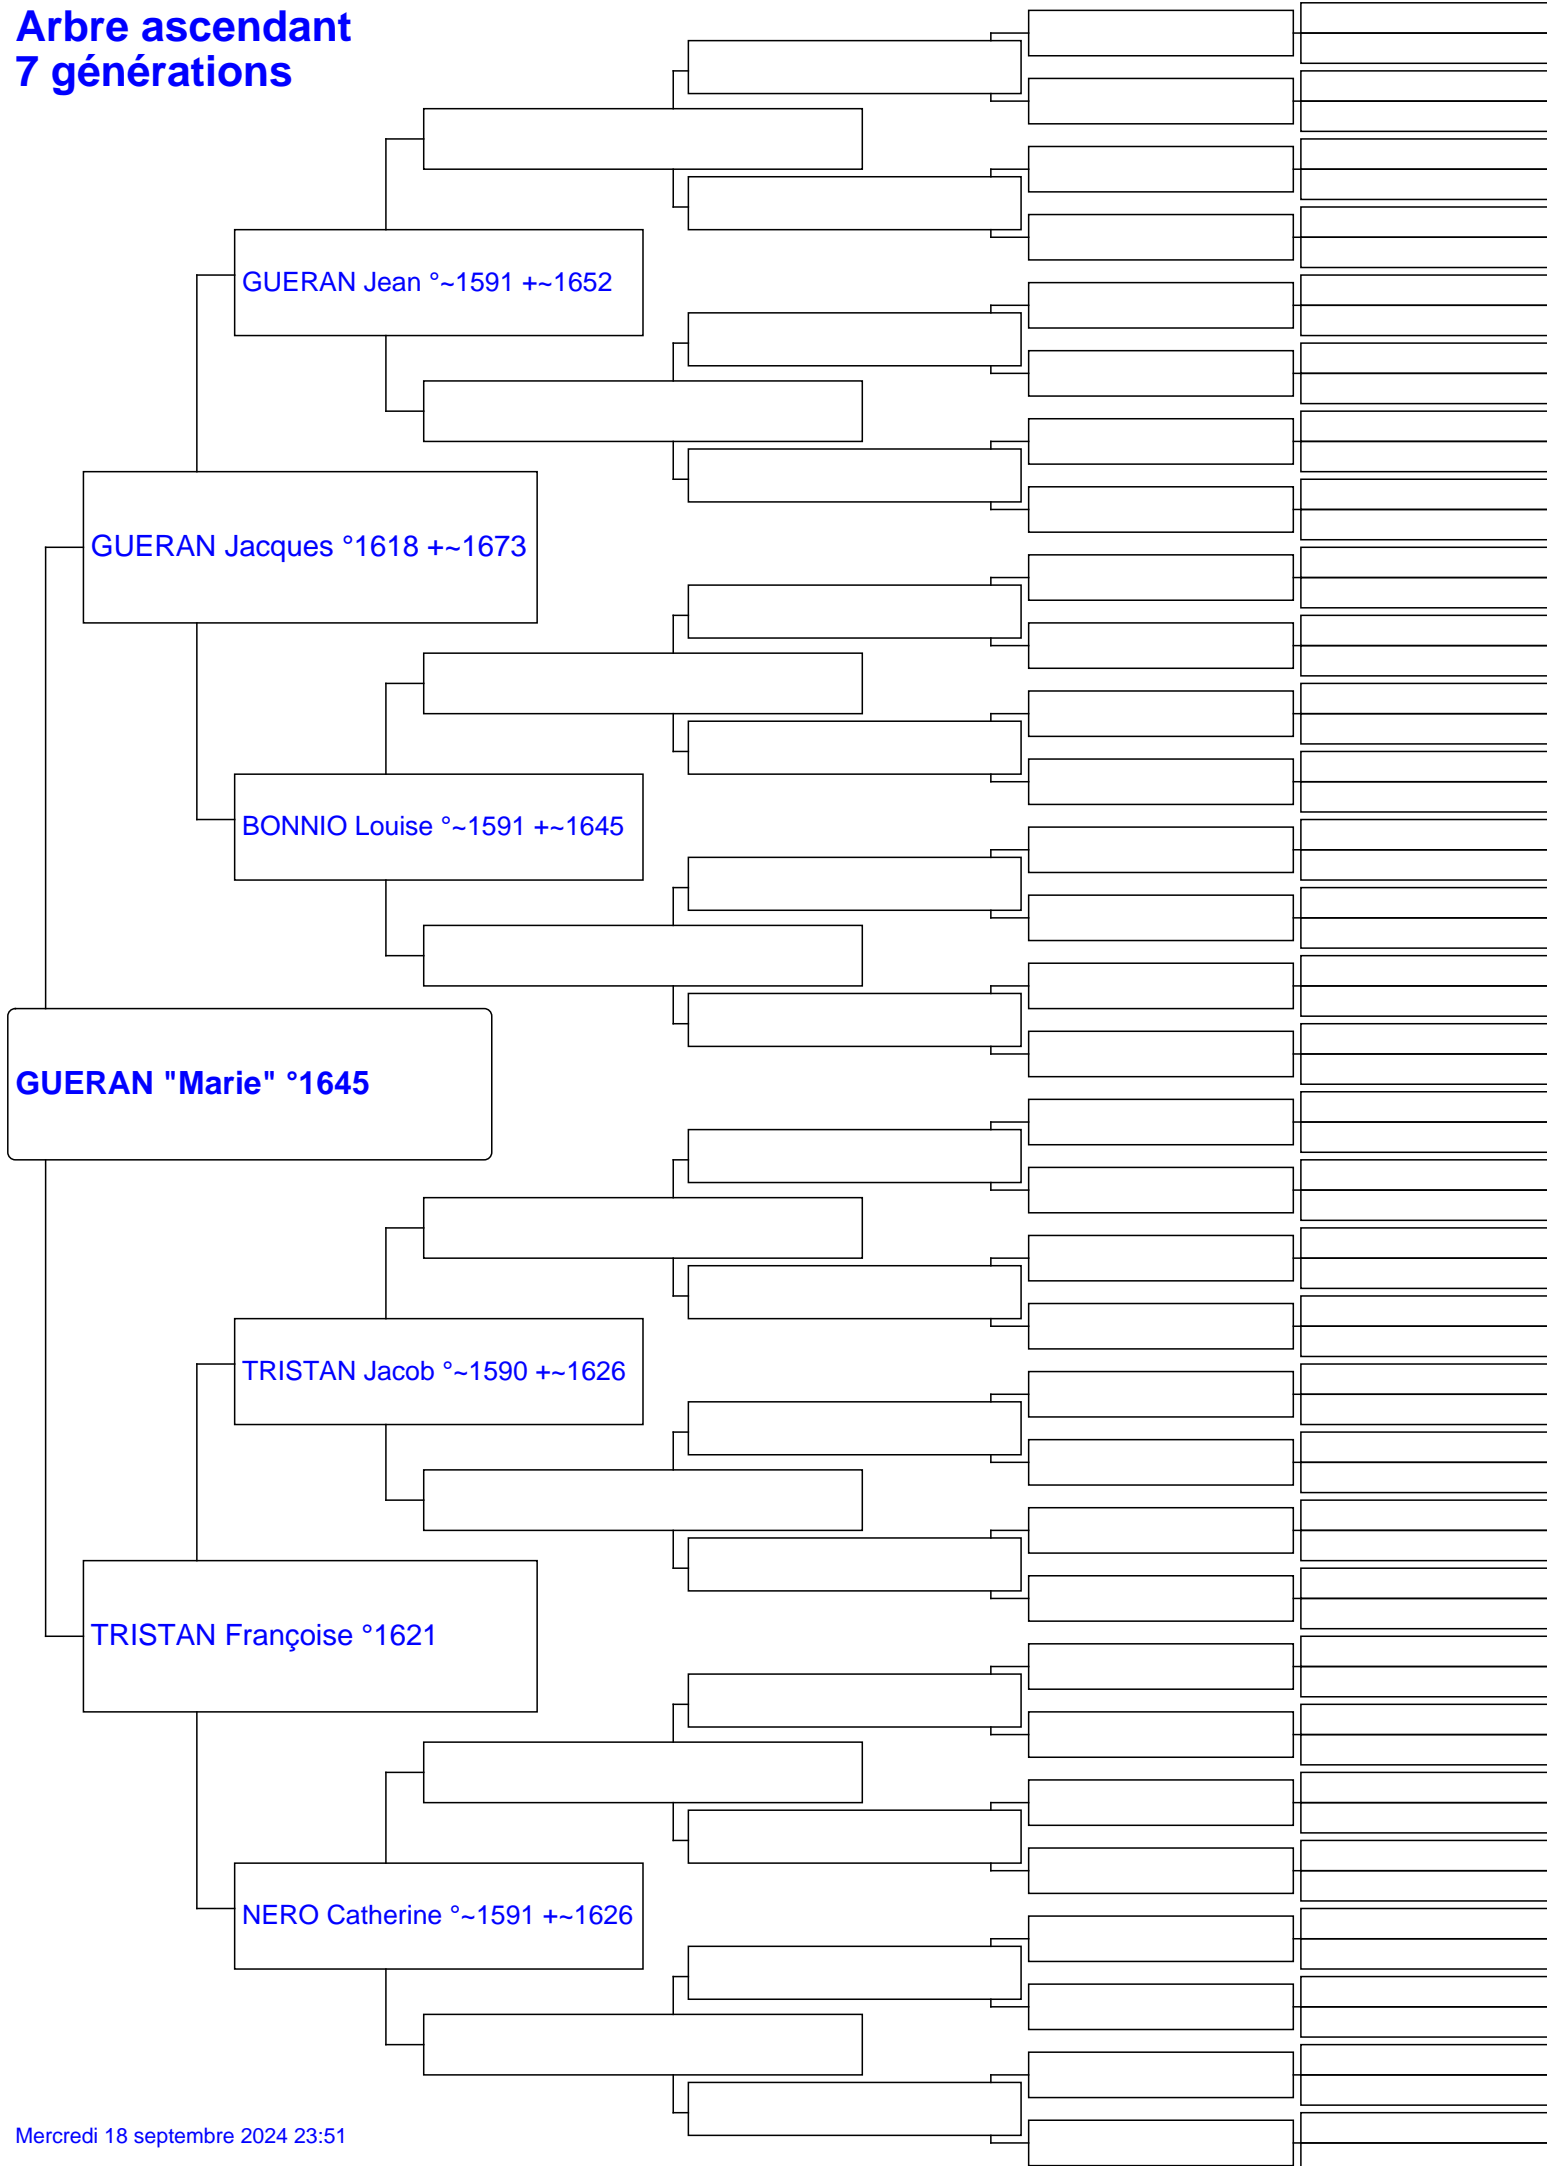 Arbre ascendant
7 générations
GUERAN Jean °~1591 +~1652
GUERAN Jacques °1618 +~1673
BONNIO Louise °~1591 +~1645
GUERAN "Marie" °1645
TRISTAN Jacob °~1590 +~1626
TRISTAN Françoise °1621
NERO Catherine °~1591 +~1626
Mercredi 18 septembre 2024 23:51